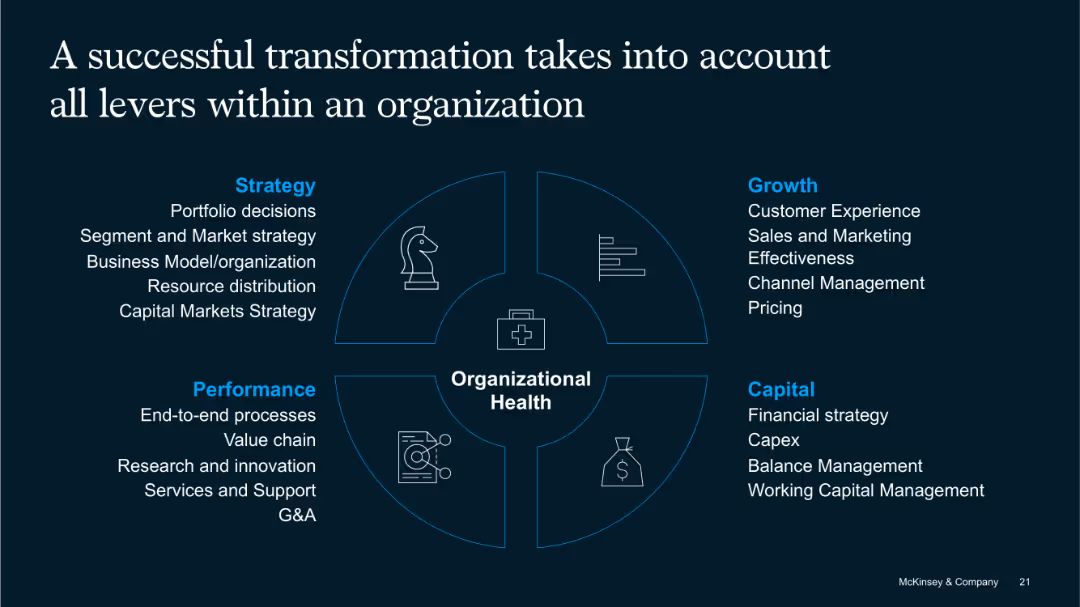 A successful transformation takes into account
all levers within an organization
Strategy
Portfolio decisions
Segment and Market strategy
Business Model/organization
Resource distribution
Capital Markets Strategy
Growth
Customer Experience
Sales and Marketing
Effectiveness
Channel Management
Pricing
Organizational
Health
Performance
End-to-end processes
Value chain
Research and innovation
Services and Support
G&A
Capital
Financial strategy
Capex
Balance Management
Working Capital Management
$
McKinsey & Company 21